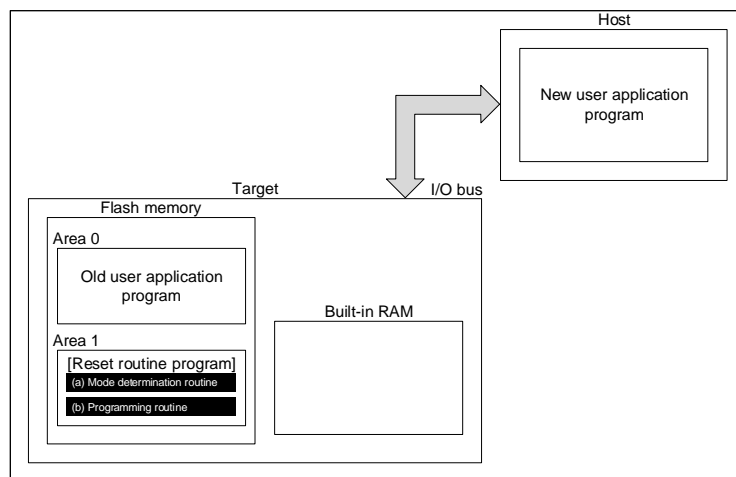 Host
New user application
program
Target
I/O bus
Flash memory
Area 0
Old user application
program
Built-in RAM
Area 1
[Reset routine program]
(a) Mode determination routine
(b) Programming routine